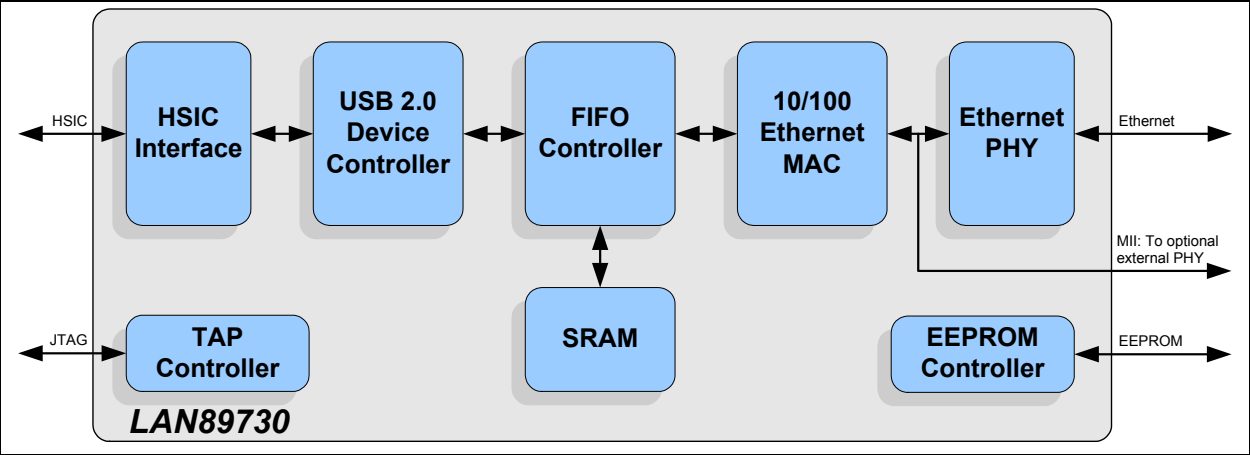 HSIC
HSIC
Interface
USB 2.0
Device
Controller
FIFO
Controller
10/100
Ethernet
MAC
Ethernet
PHY
Ethernet
MII: To optional
external PHY
JTAG
TAP
Controller
SRAM
EEPROM
Controller
EEPROM
LAN89730